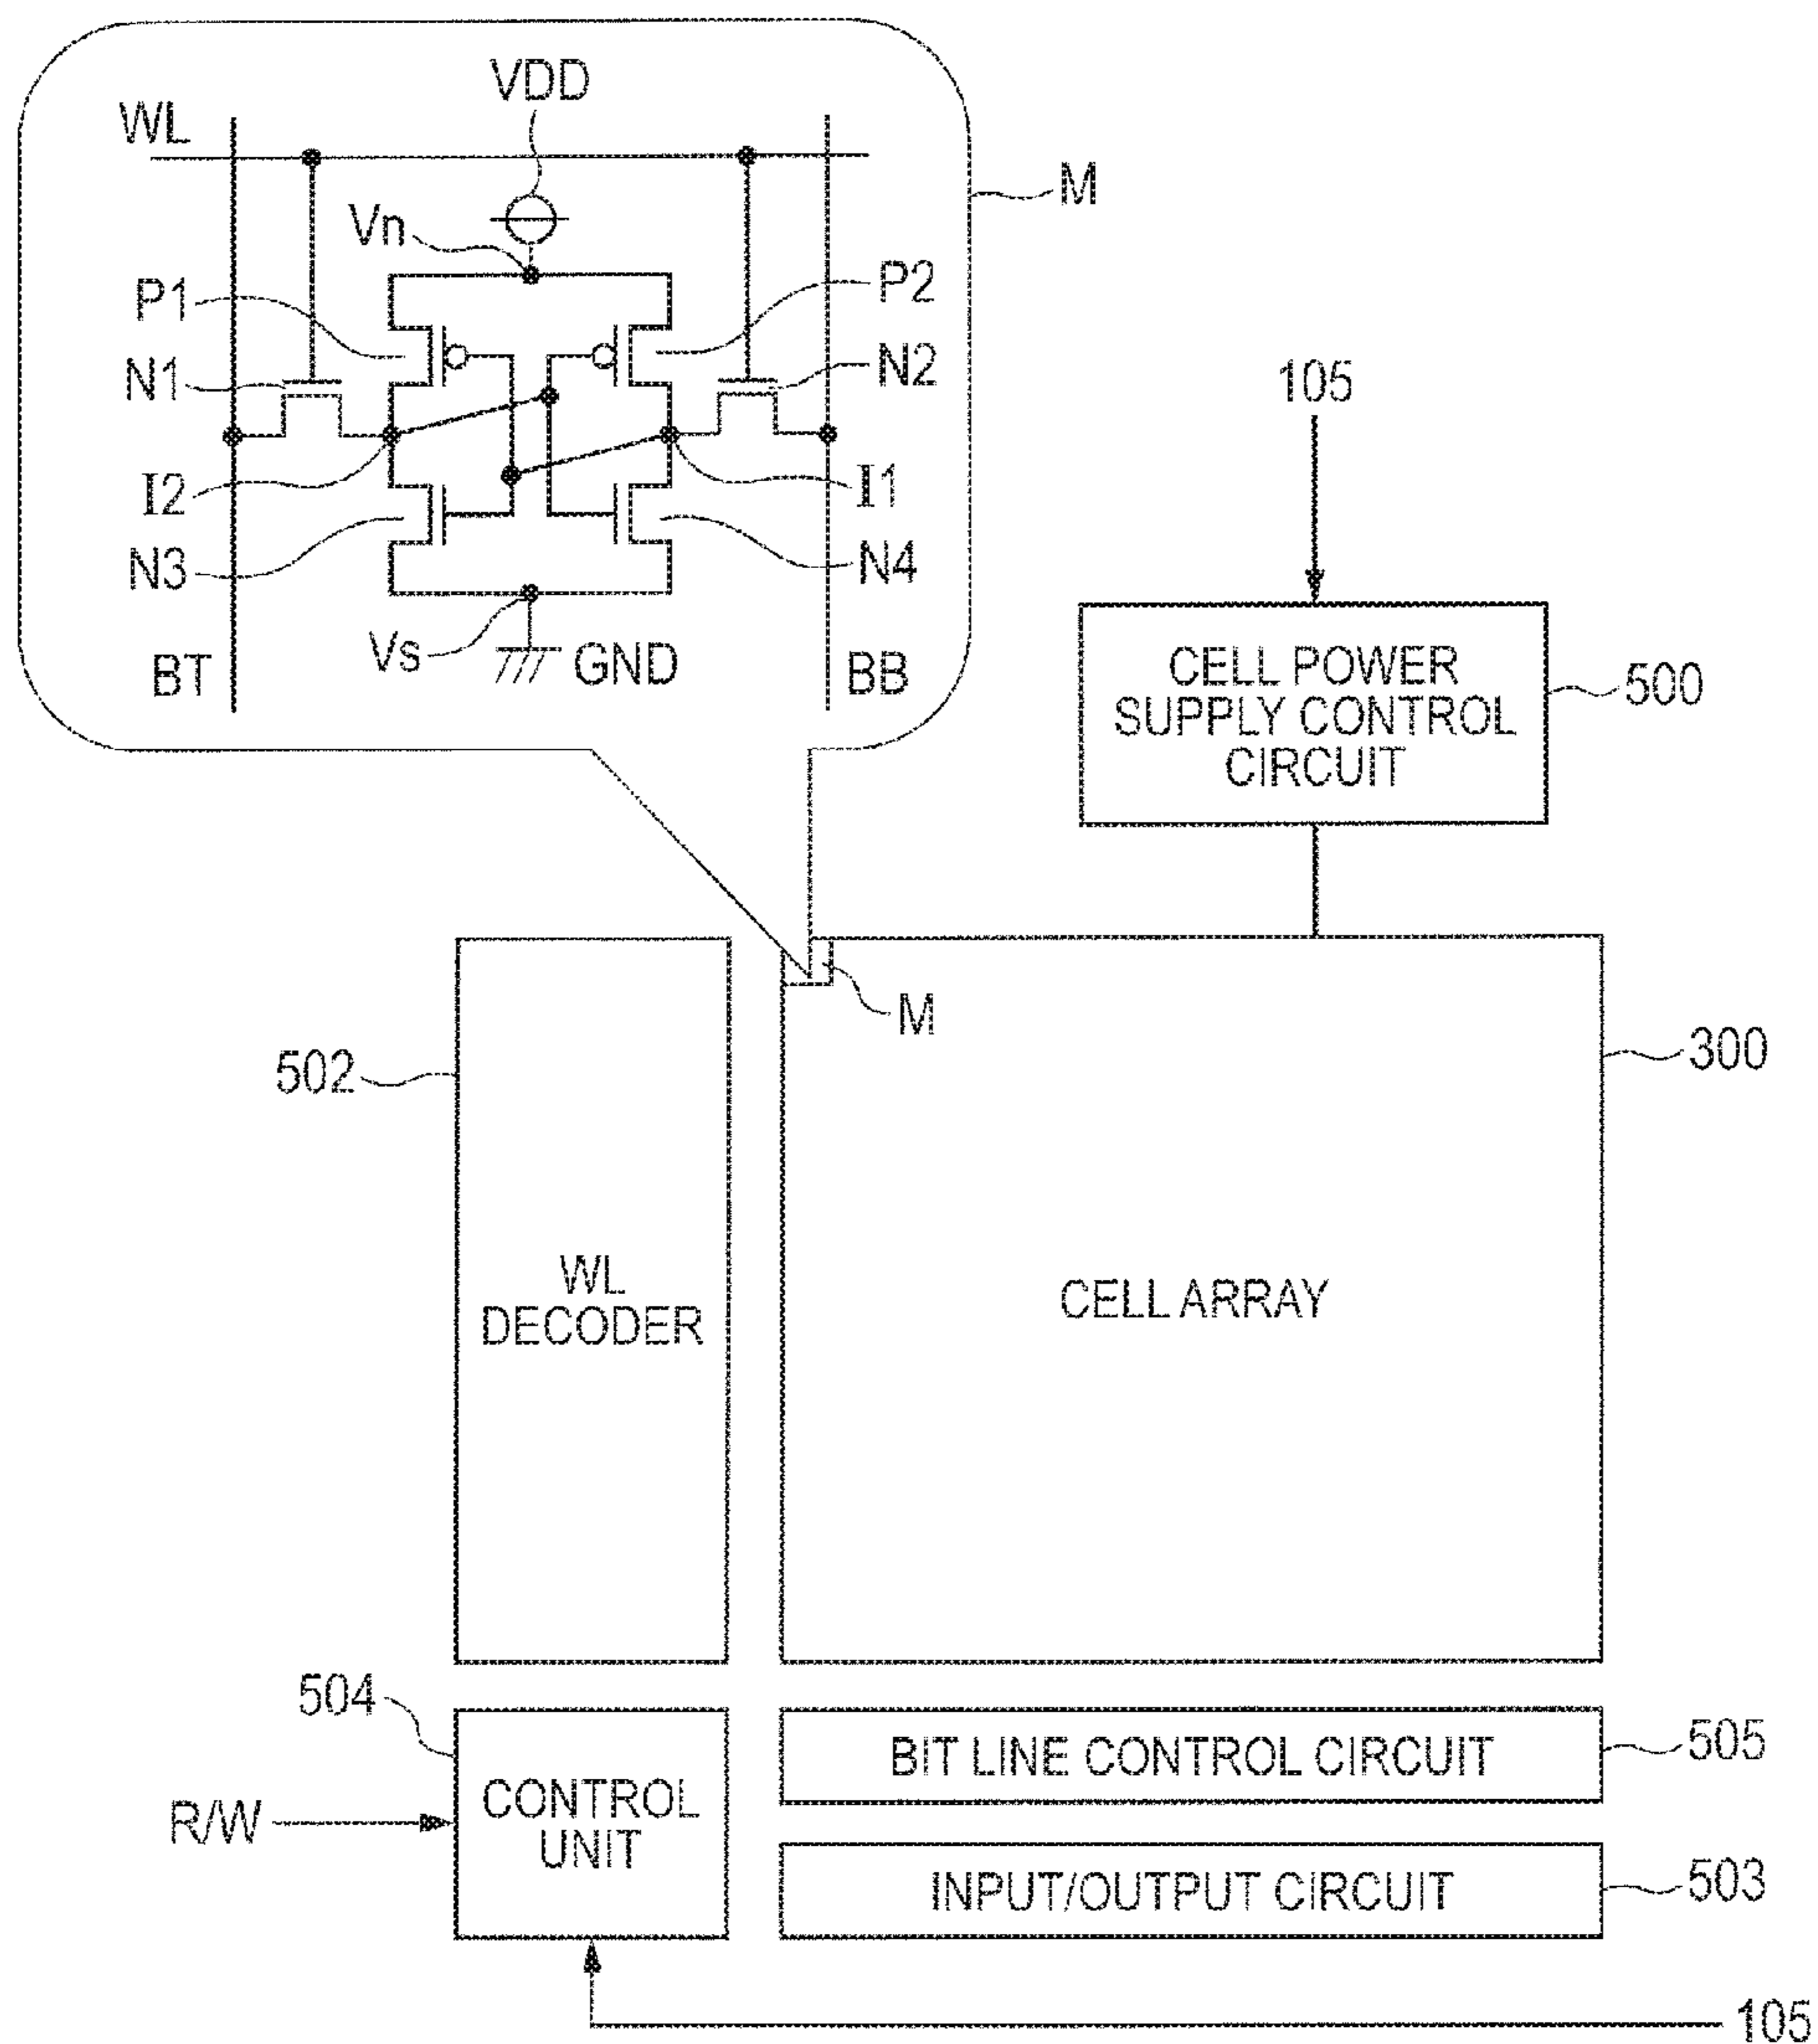 VDD
WL
M
Vn
P1
P2
N1
N2
105
I2
I1
N3
N4
Vs
GND
BT
BB
CELL POWER
SUPPLY CONTROL
CIRCUIT
500
M
502
300
WL
DECODER
CELL ARRAY
504
BIT LINE CONTROL CIRCUIT
505
R/W
CONTROL
UNIT
INPUT/OUTPUT CIRCUIT
503
105